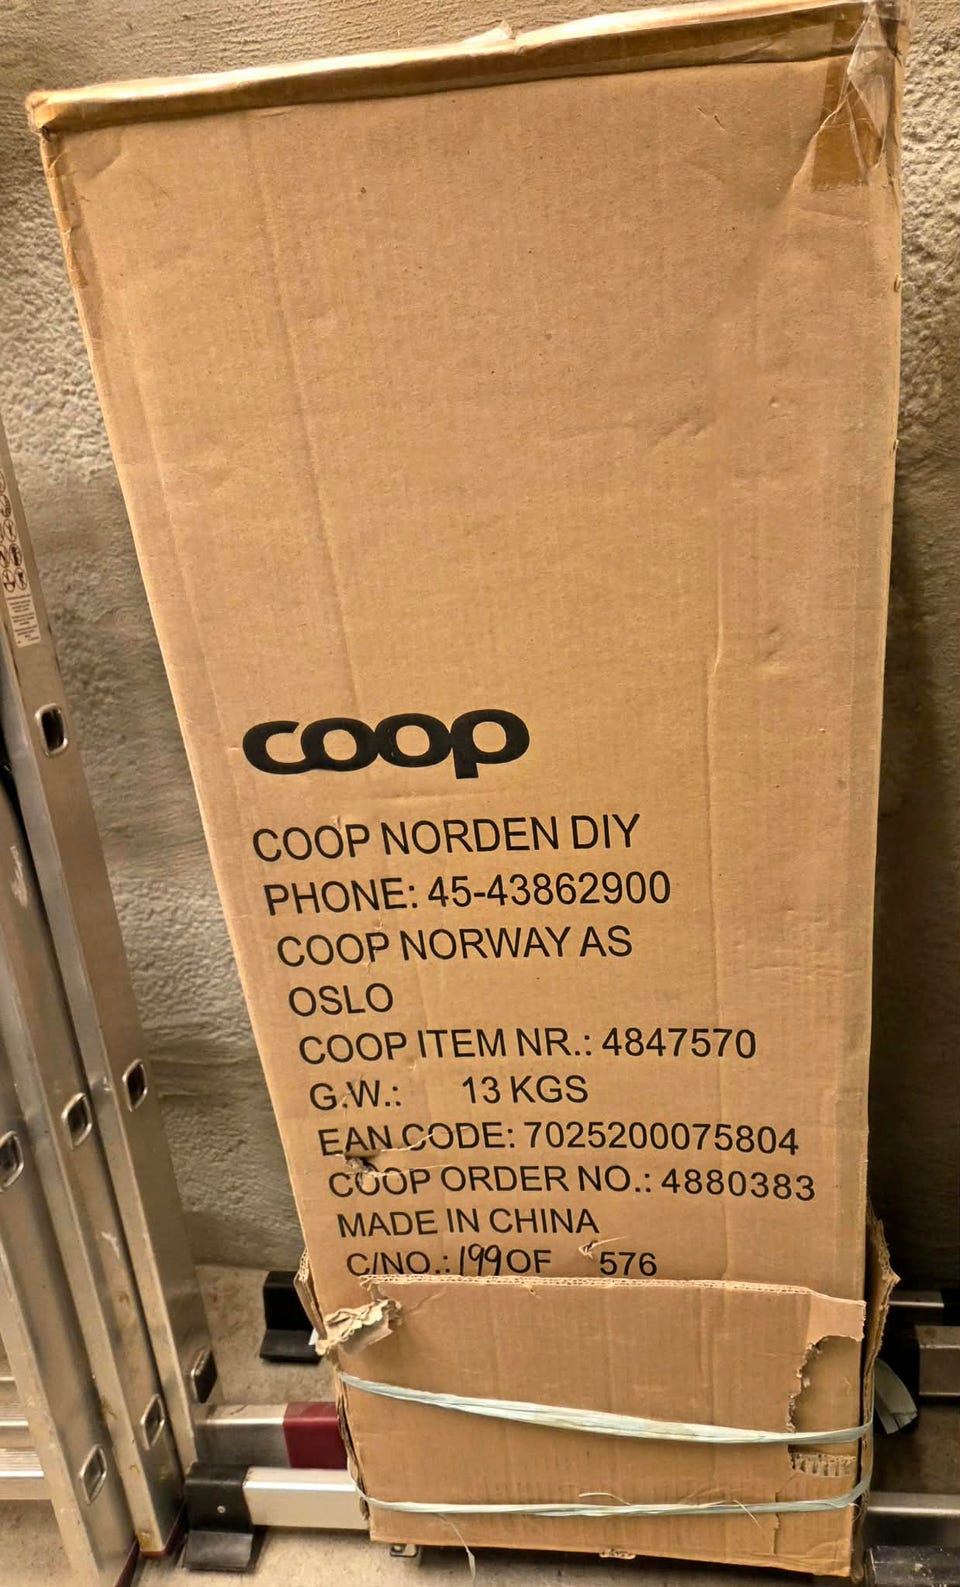 coop
COOP NORDEN DIY
PHONE: 45-43862900
COOP NORWAY AS
OSLO
COOP ITEM NR.: 4847570
G.W.: 13 KGS
EAN CODE: 7025200075804
COOP ORDER NO.: 4880383
MADE IN CHINA
C/NO.: 199 OF 576